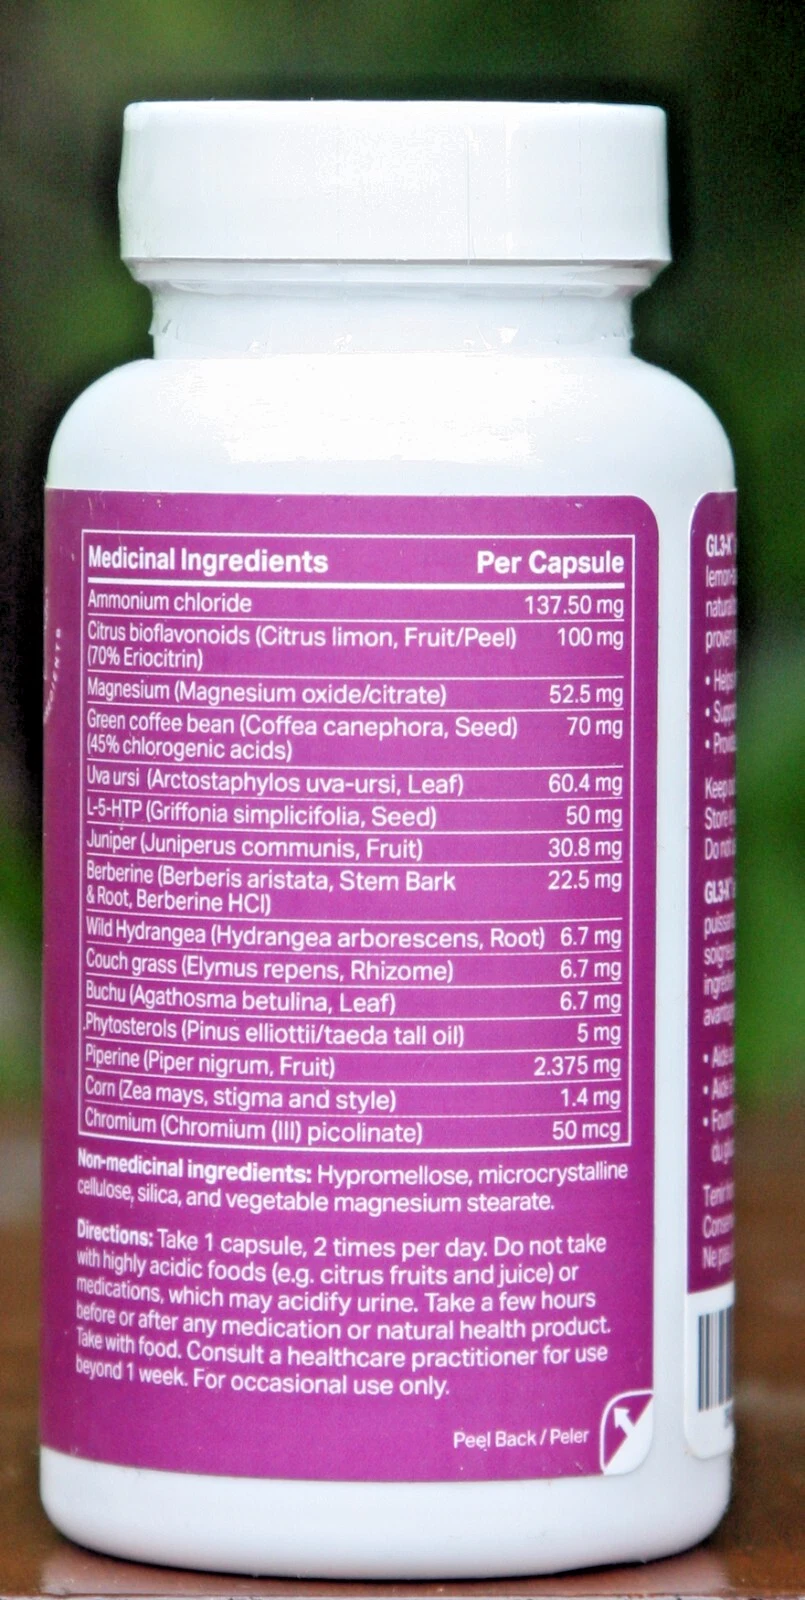 Medicinal Ingredients Per Capsule
Ammonium chloride 137.50 mg
Citrus bioflavonoids (Citrus limon, Fruit/Peel) 100 mg
(70% Eriocitrin)
Magnesium (Magnesium oxide/citrate) 52.5 mg
Green coffee bean (Coffea canephora, Seed) 70 mg
(45% chlorogenic acids)
Uva ursi (Arctostaphylos uva-ursi, Leaf) 60.4 mg
L-5-HTP (Griffonia simplicifolia, Seed) 50 mg
Juniper (Juniperus communis, Fruit) 30.8 mg
Berberine (Berberis aristata, Stem Bark 22.5 mg
& Root, Berberine HCl)
Wild Hydrangea (Hydrangea arborescens, Root) 6.7 mg
Couch grass (Elymus repens, Rhizome) 6.7 mg
Buchu (Agathosma betulina, Leaf) 6.7 mg
Phytosterols (Pinus elliottii/taeda tall oil) 5 mg
Piperine (Piper nigrum, Fruit) 2.375 mg
Corn (Zea mays, stigma and style) 1.4 mg
Chromium (Chromium (III) picolinate) 50 mcg
Non-medicinal ingredients: Hypromellose, microcrystalline
cellulose, silica, and vegetable magnesium stearate.
Directions: Take 1 capsule, 2 times per day. Do not take
with highly acidic foods (e.g. citrus fruits and juice) or
medications, which may acidify urine. Take a few hours
before or after any medication or natural health product.
Take with food. Consult a healthcare practitioner for use
beyond 1 week. For occasional use only.
Peel Back / Peler
GL3-K
Keep
Store
GL3-K